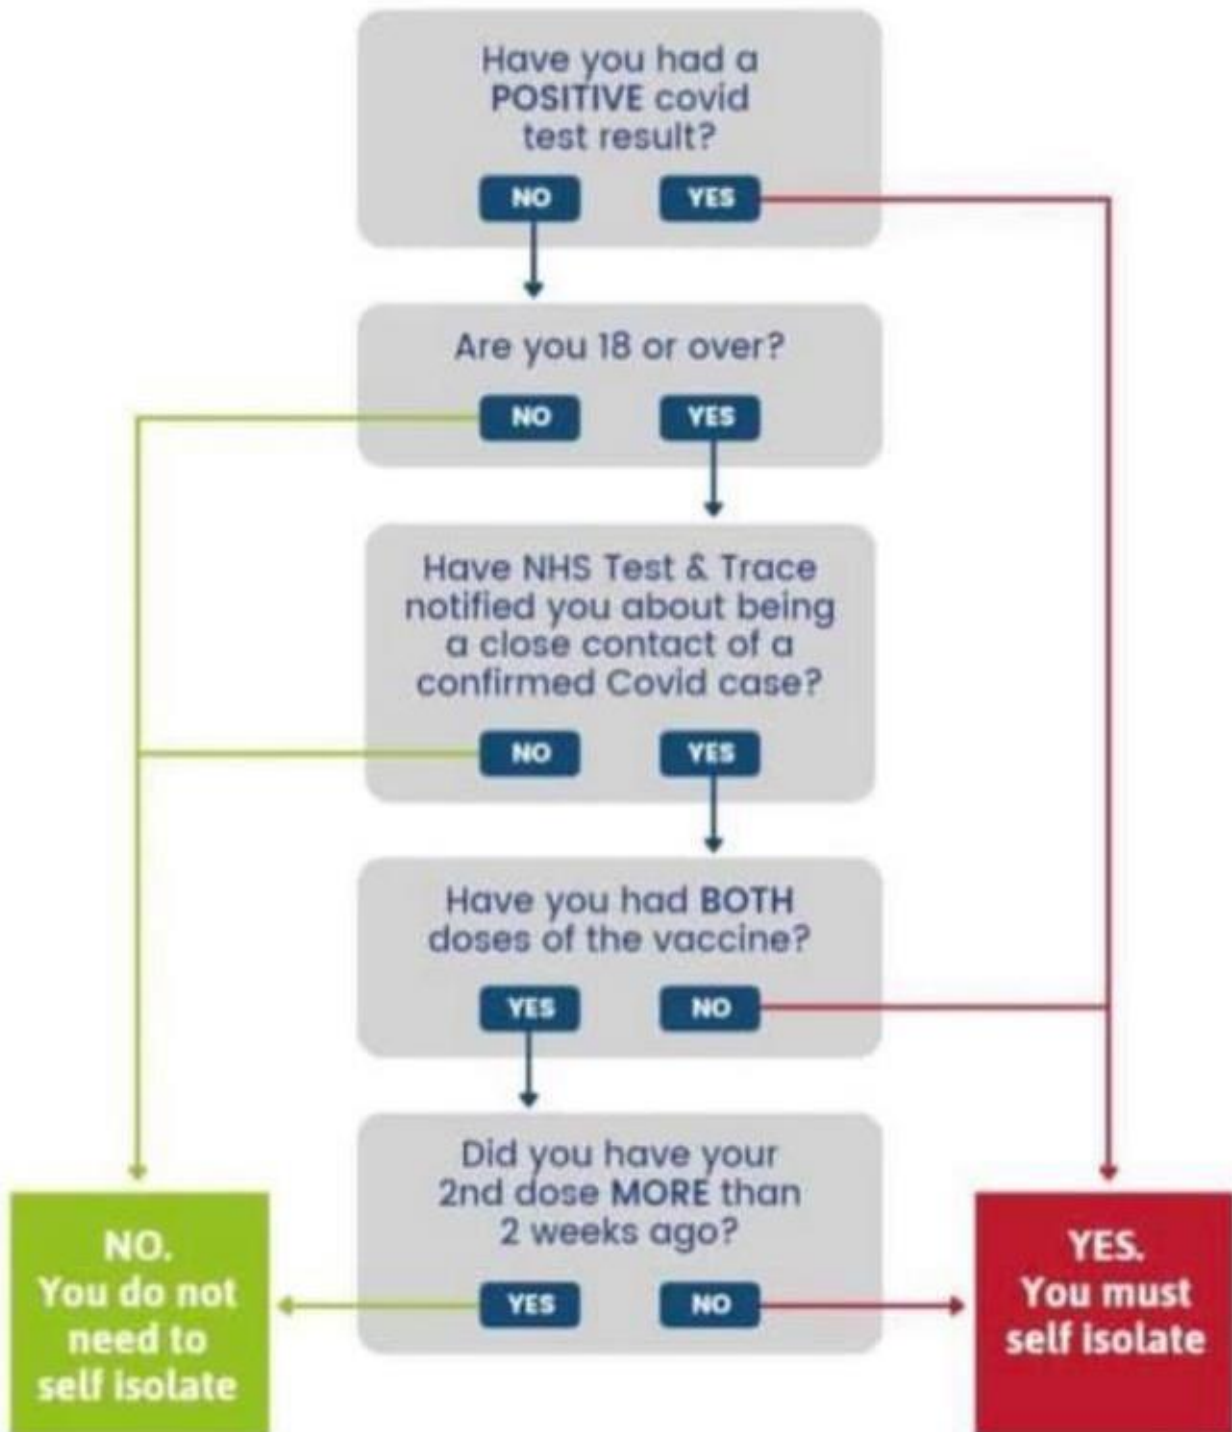 Have you had a
POSITIVE covid
test result?
NO YES
Are you 18 or over?
NO YES
Have NHS Test & Trace
notified you about being
a close contact of a
confirmed Covid case?
NO YES
Have you had BOTH
doses of the vaccine?
YES NO
Did you have your
2nd dose MORE than
2 weeks ago?
YES NO
NO.
You do not
need to
self isolate
YES.
You must
self isolate